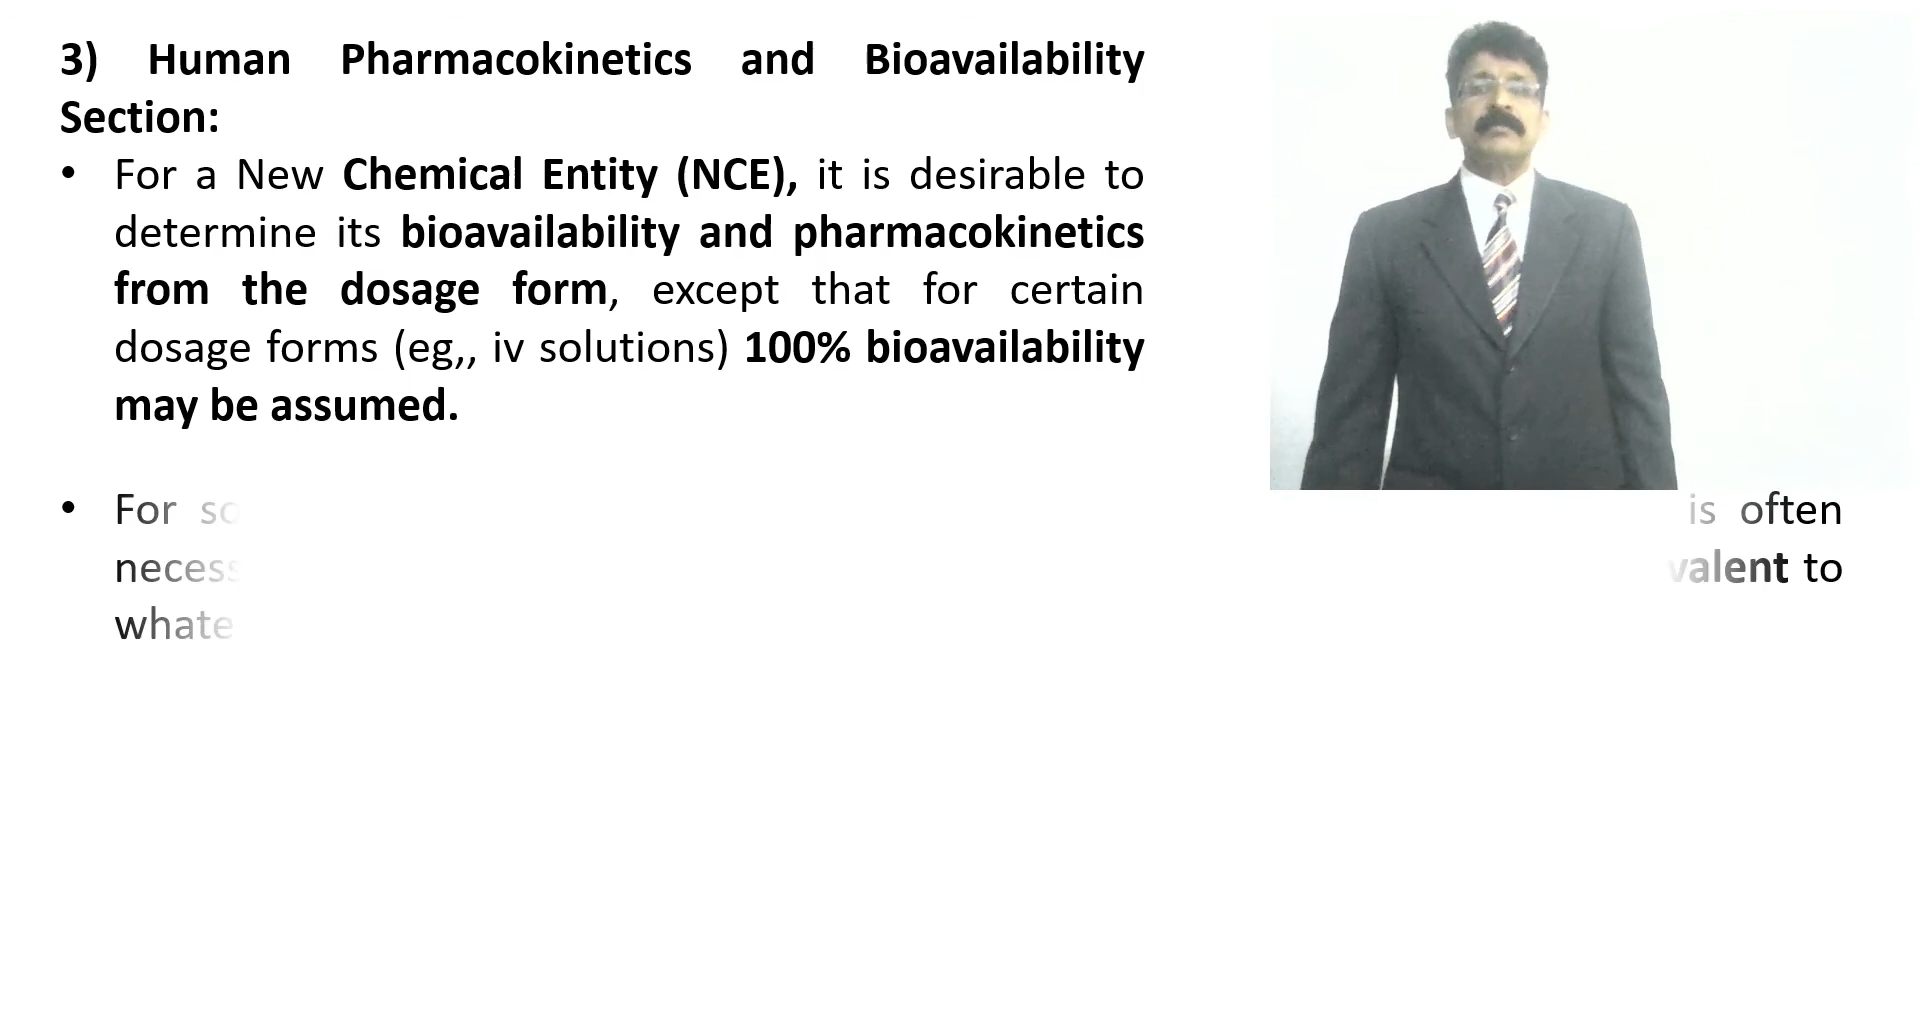 3) Human Pharmacokinetics and Bioavailability
Section:
• For a New Chemical Entity (NCE), it is desirable to
determine its bioavailability and pharmacokinetics
from the dosage form, except that for certain
dosage forms (eg,, iv solutions) 100% bioavailability
may be assumed.
• For is often
to